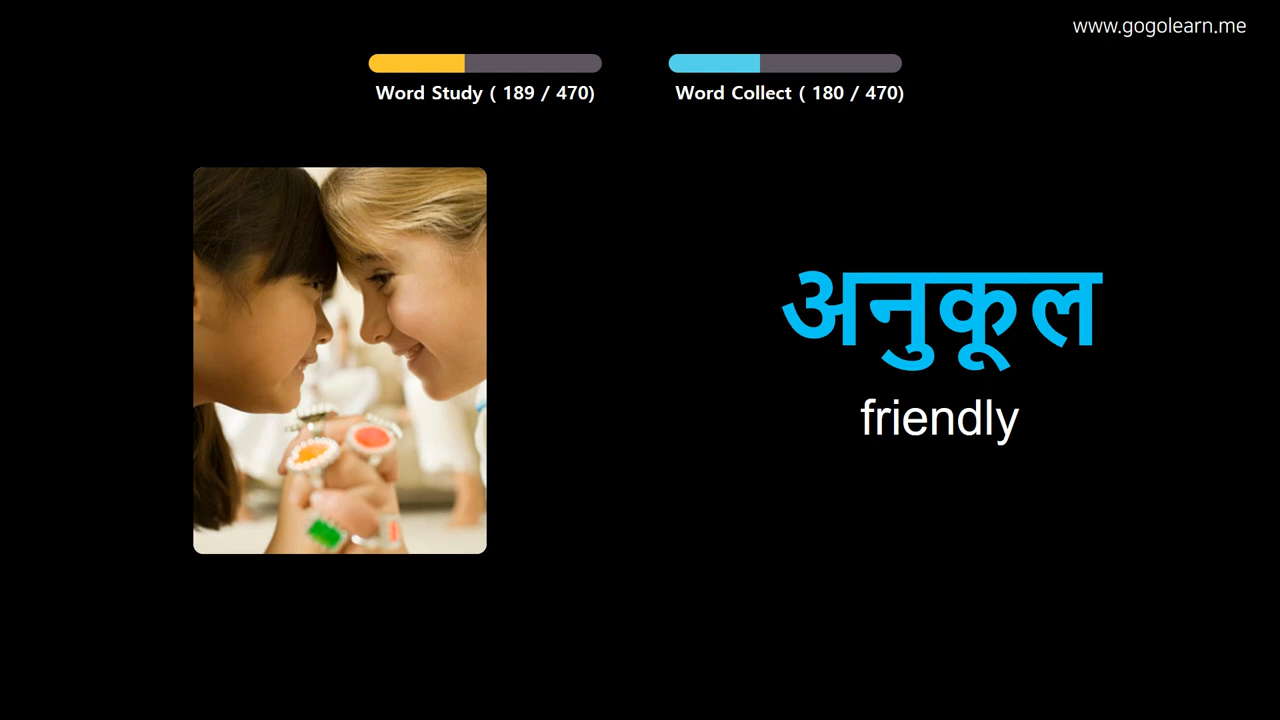 www.gogolearn.me
Word Study ( 189 / 470)
Word Collect ( 180 / 470)
अनुकूल
friendly